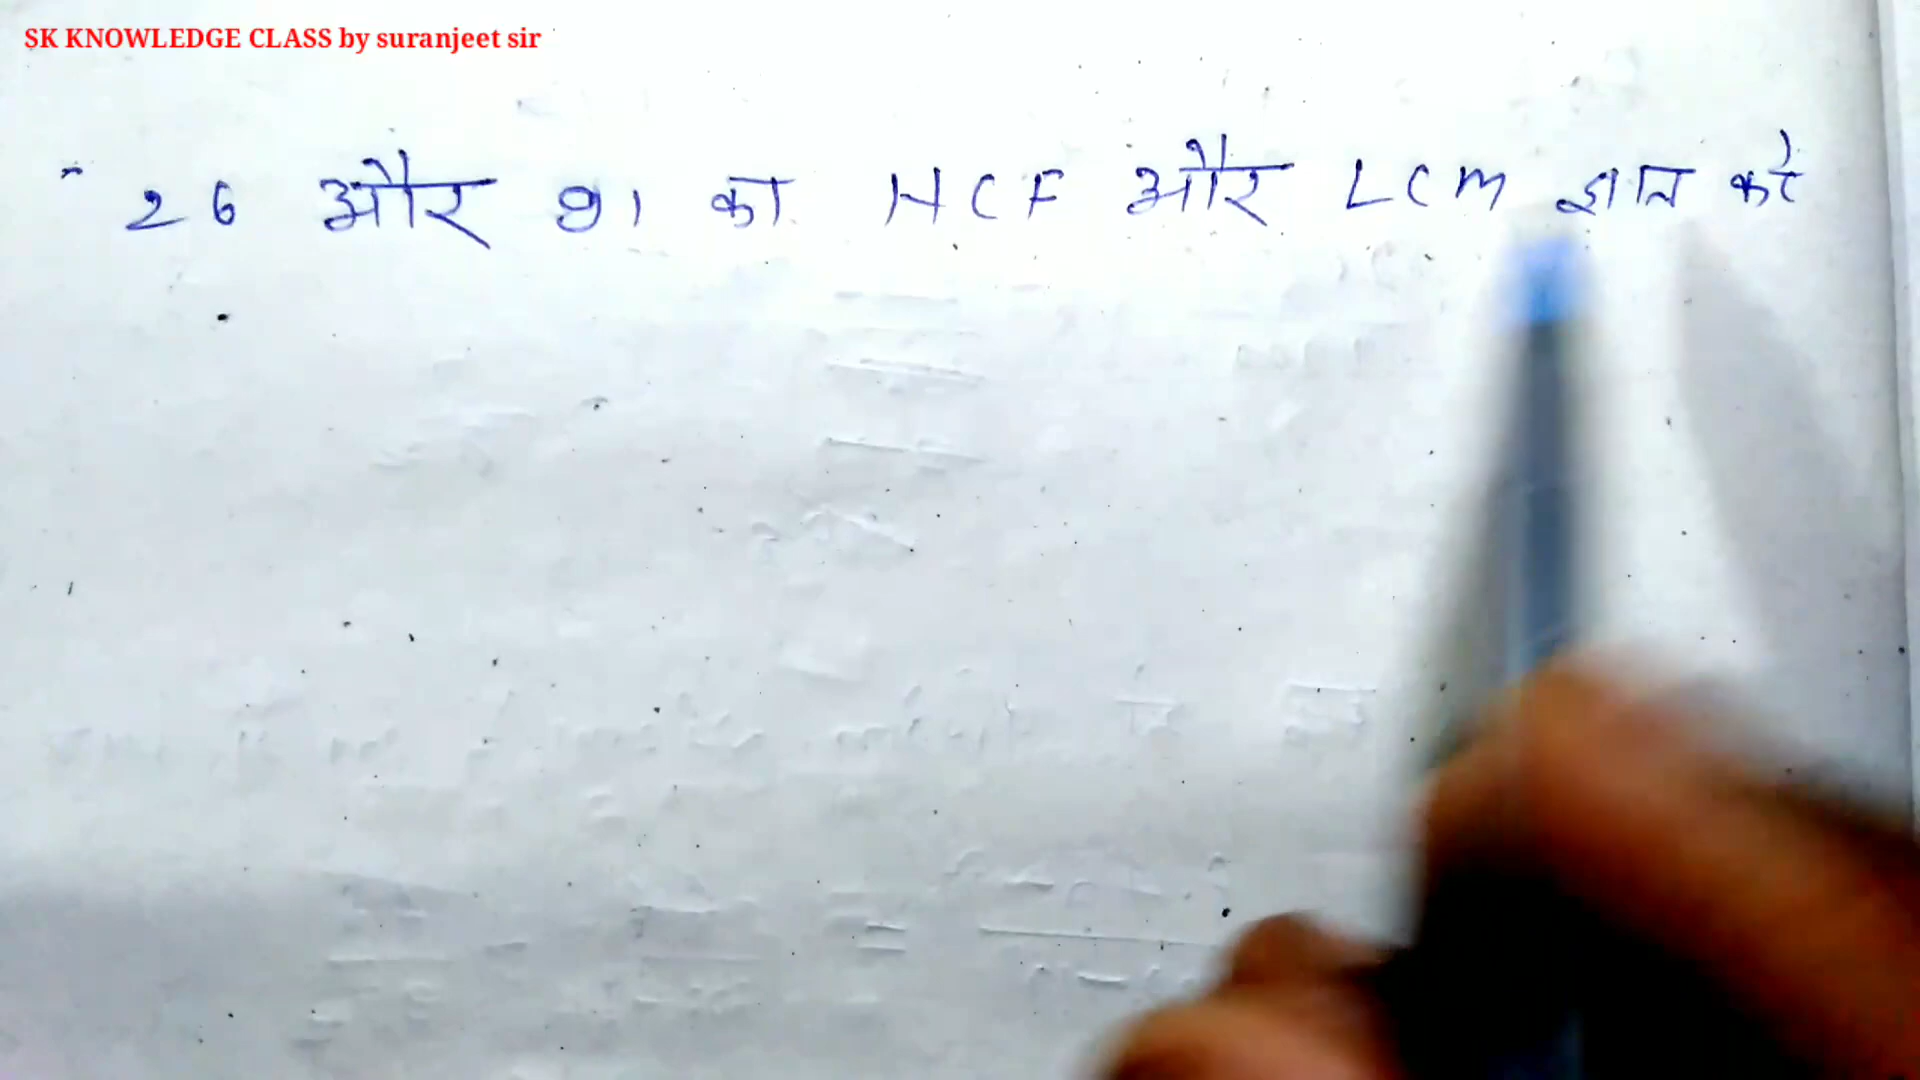 SK KNOWLEDGE CLASS by suranjeet sir
26 और 91 का HCF और LCM ज्ञात करे